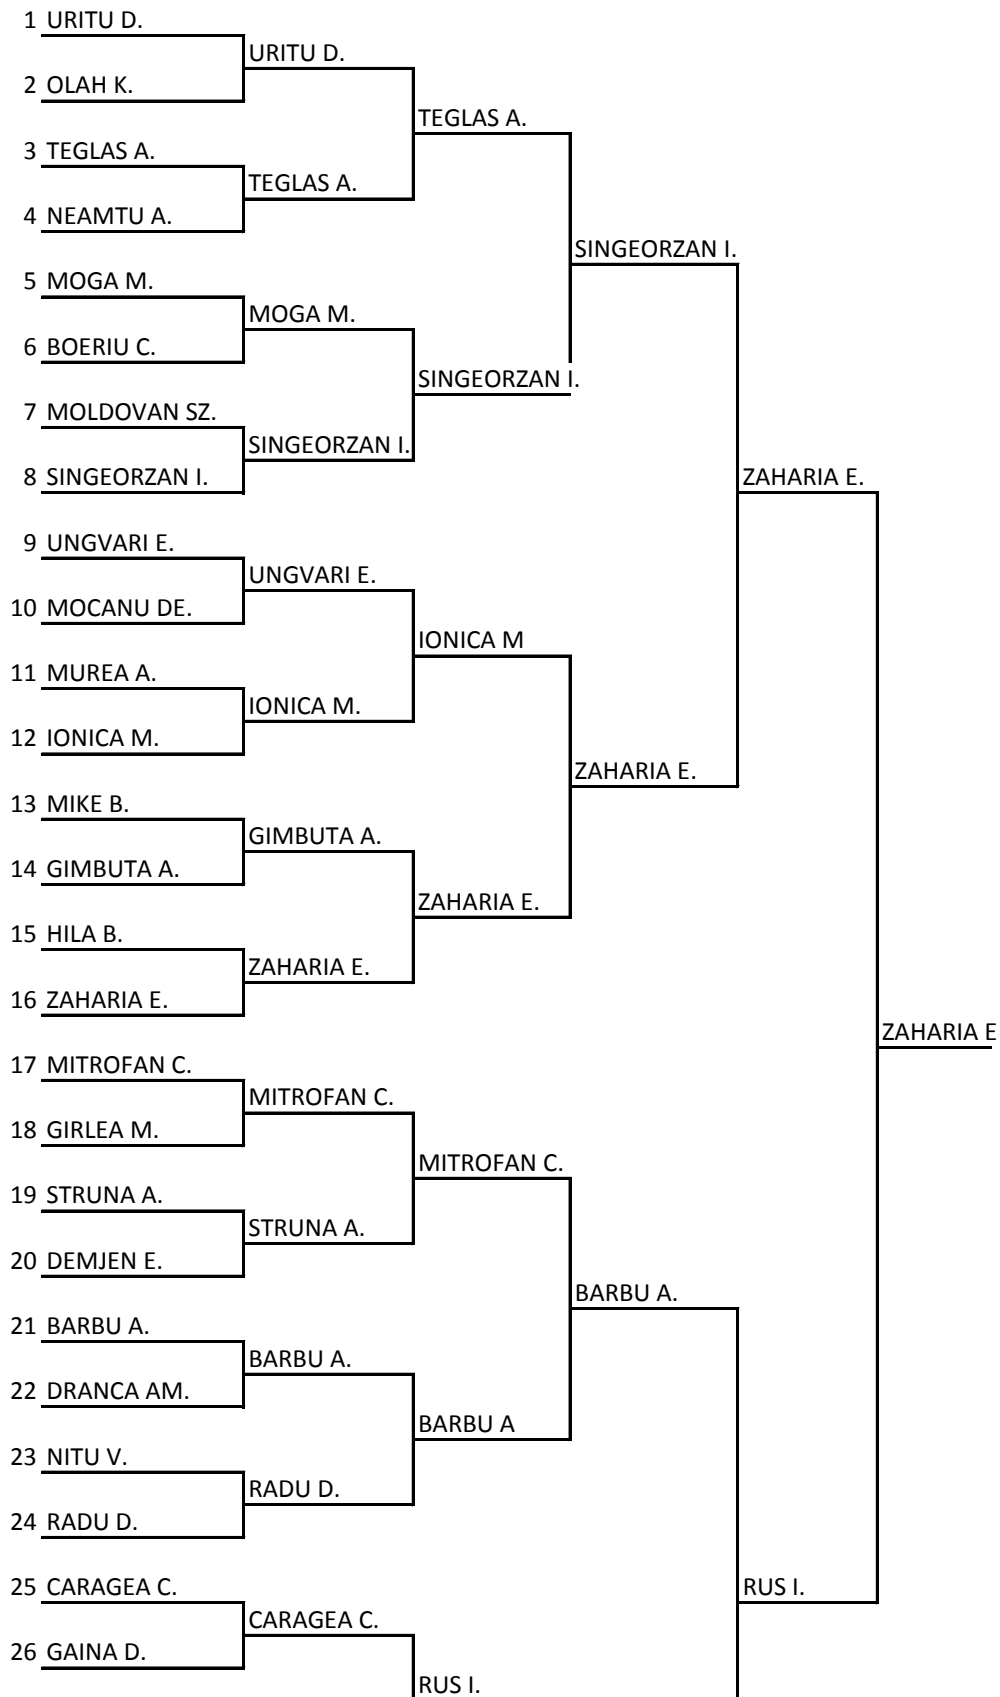 1 URITU D.
URITU D.
2 OLAH K.
TEGLAS A.
3 TEGLAS A.
TEGLAS A.
4 NEAMTU A.
SINGEORZAN I.
5 MOGA M.
MOGA M.
6 BOERIU C.
SINGEORZAN I.
7 MOLDOVAN SZ.
SINGEORZAN I.
8 SINGEORZAN I.
ZAHARIA E.
9 UNGVARI E.
UNGVARI E.
10 MOCANU DE.
IONICA M
11 MUREA A.
IONICA M.
12 IONICA M.
ZAHARIA E.
13 MIKE B.
GIMBUTA A.
14 GIMBUTA A.
ZAHARIA E.
15 HILA B.
ZAHARIA E.
16 ZAHARIA E.
ZAHARIA E
17 MITROFAN C.
MITROFAN C.
18 GIRLEA M.
MITROFAN C.
19 STRUNA A.
STRUNA A.
20 DEMJEN E.
BARBU A.
21 BARBU A.
BARBU A.
22 DRANCA AM.
BARBU A
23 NITU V.
RADU D.
24 RADU D.
25 CARAGEA C.
RUS I.
CARAGEA C.
26 GAINA D.
RUS I.